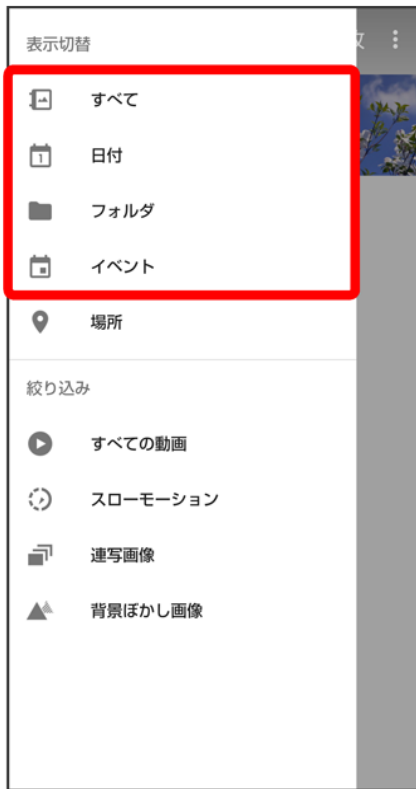 表示切替
すべて
日付
フォルダ
イベント
場所
絞り込み
すべての動画
スローモーション
連写画像
背景ぼかし画像